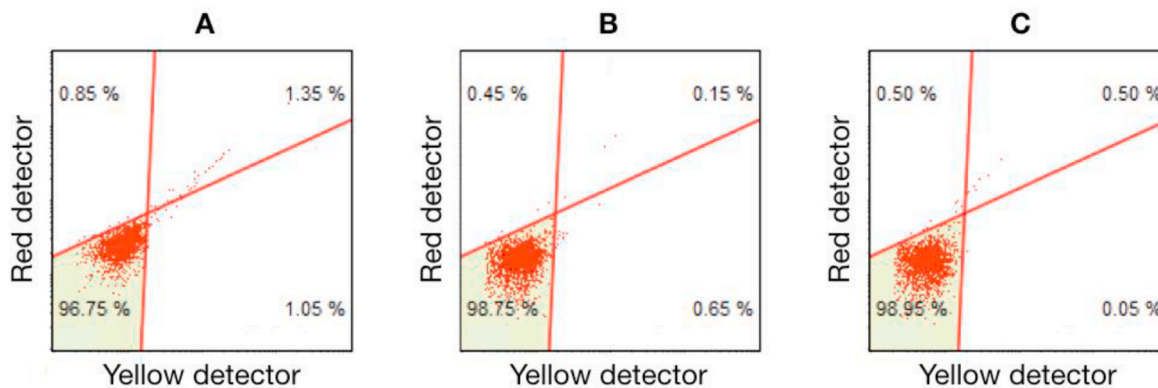 A
B
C
0.85 %
1.35 %
0.45 %
0.15 %
0.50 %
0.50 %
Red detector
Red detector
Red detector
96.75 %
1.05 %
98.75 %
0.65 %
98.95 %
0.05 %
Yellow detector
Yellow detector
Yellow detector